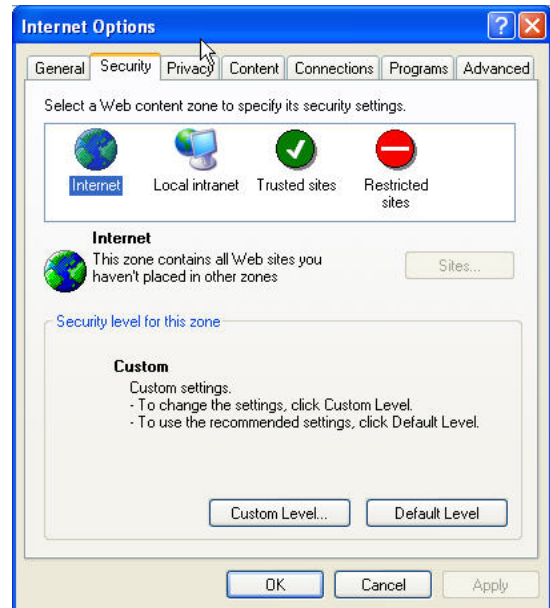 Internet Options
General Security Privacy Content Connections Programs Advanced
Select a Web content zone to specify its security settings.
Internet Local intranet Trusted sites Restricted
sites
Internet
This zone contains all Web sites you
haven't placed in other zones
Sites...
Security level for this zone
Custom
Custom settings.
- To change the settings, click Custom Level.
- To use the recommended settings, click Default Level.
Custom Level... Default Level
OK Cancel Apply